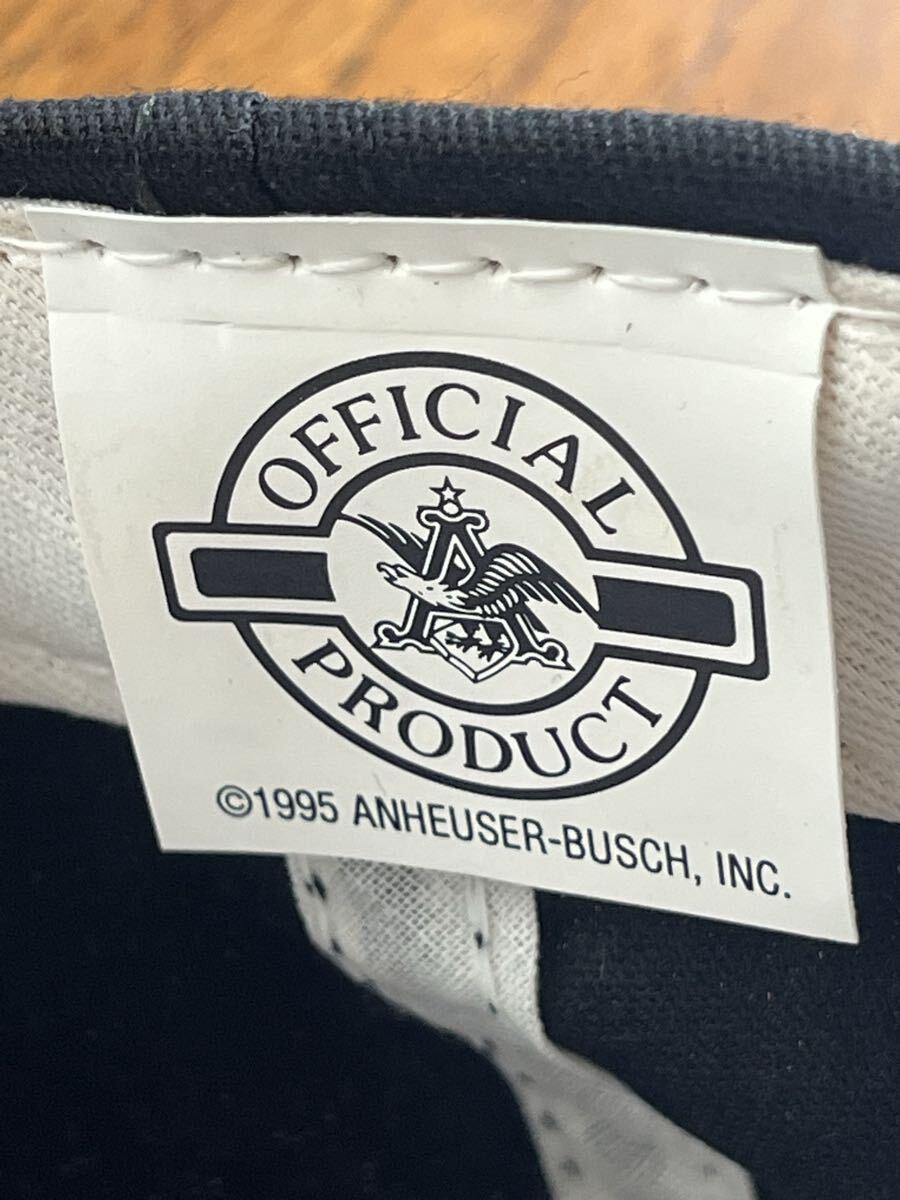 OFFICIAL
A
PRODUCT
©1995 ANHEUSER-BUSCH, INC.